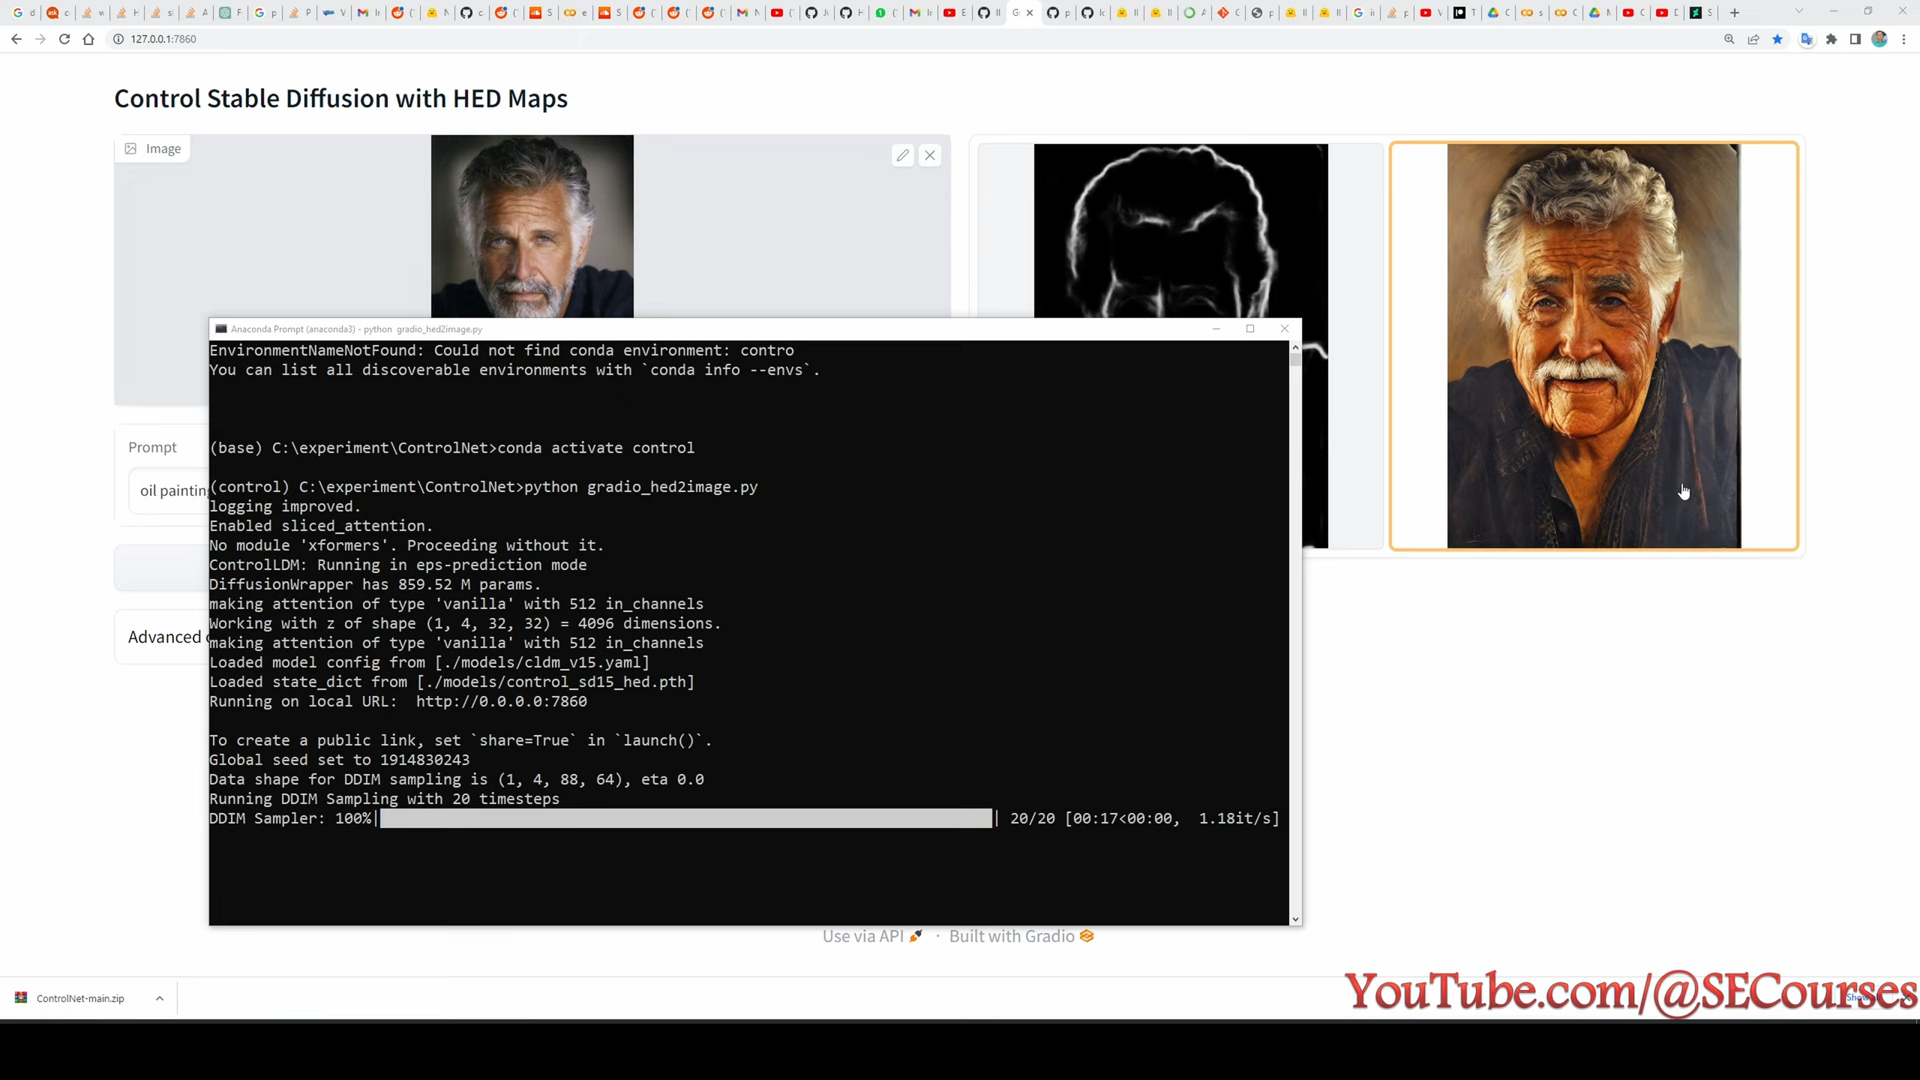 127.0.0.1:7860
Control Stable Diffusion with HED Maps
Image
Anaconda Prompt (anaconda3) - python  gradio_hed2image.py
EnvironmentNameNotFound: Could not find conda environment: contro
You can list all discoverable environments with `conda info --envs`.
(base) C:\experiment\ControlNet>conda activate control
(control) C:\experiment\ControlNet>python gradio_hed2image.py
logging improved.
Enabled sliced_attention.
No module 'xformers'. Proceeding without it.
ControlLDM: Running in eps-prediction mode
DiffusionWrapper has 859.52 M params.
making attention of type 'vanilla' with 512 in_channels
Working with z of shape (1, 4, 32, 32) = 4096 dimensions.
making attention of type 'vanilla' with 512 in_channels
Loaded model config from [./models/cldm_v15.yaml]
Loaded state_dict from [./models/control_sd15_hed.pth]
Running on local URL:  http://0.0.0.0:7860
To create a public link, set `share=True` in `launch()`.
Global seed set to 1914830243
Data shape for DDIM sampling is (1, 4, 88, 64), eta 0.0
Running DDIM Sampling with 20 timesteps
DDIM Sampler: 100%| | 20/20 [00:17<00:00,  1.18it/s]
Prompt
oil painting
Advanced
Use via API · Built with Gradio
ControlNet-main.zip
YouTube.com/@SECourses